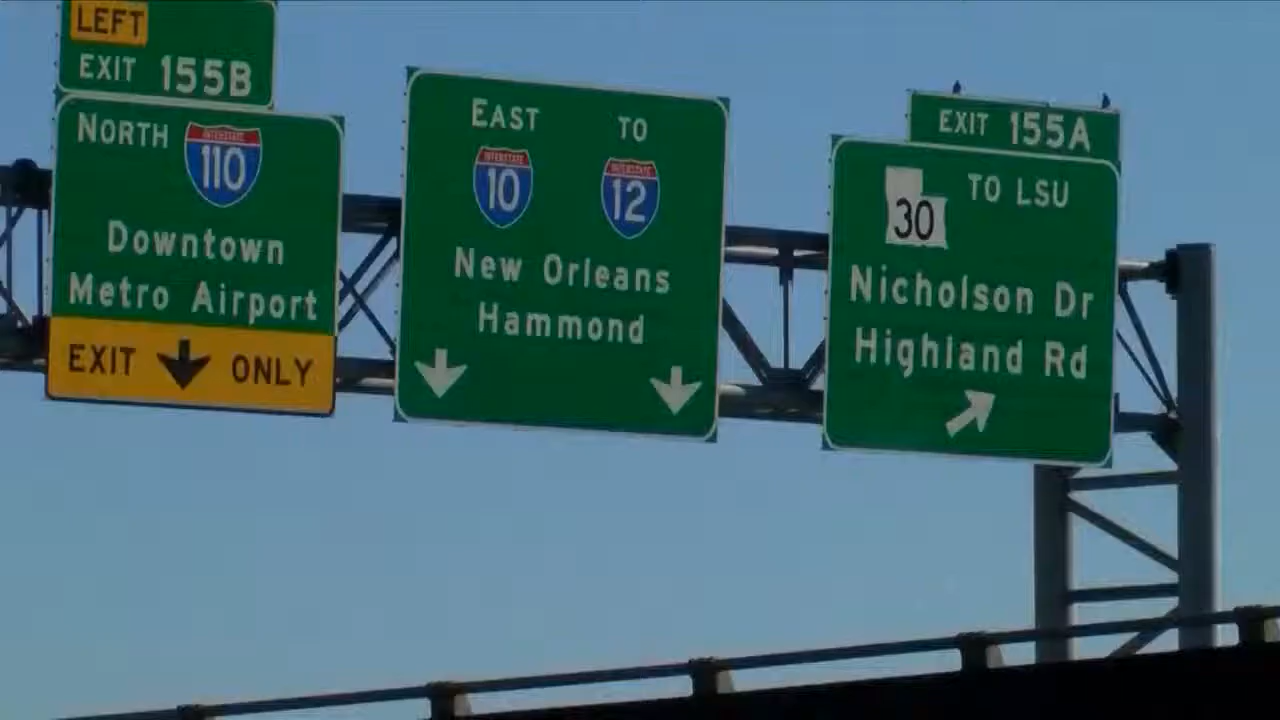 LEFT
EXIT 155B
NORTH INTERSTATE 110
Downtown
Metro Airport
EXIT ONLY
EAST TO
INTERSTATE 10 INTERSTATE 12
New Orleans
Hammond
EXIT 155A
30 TO LSU
Nicholson Dr
Highland Rd